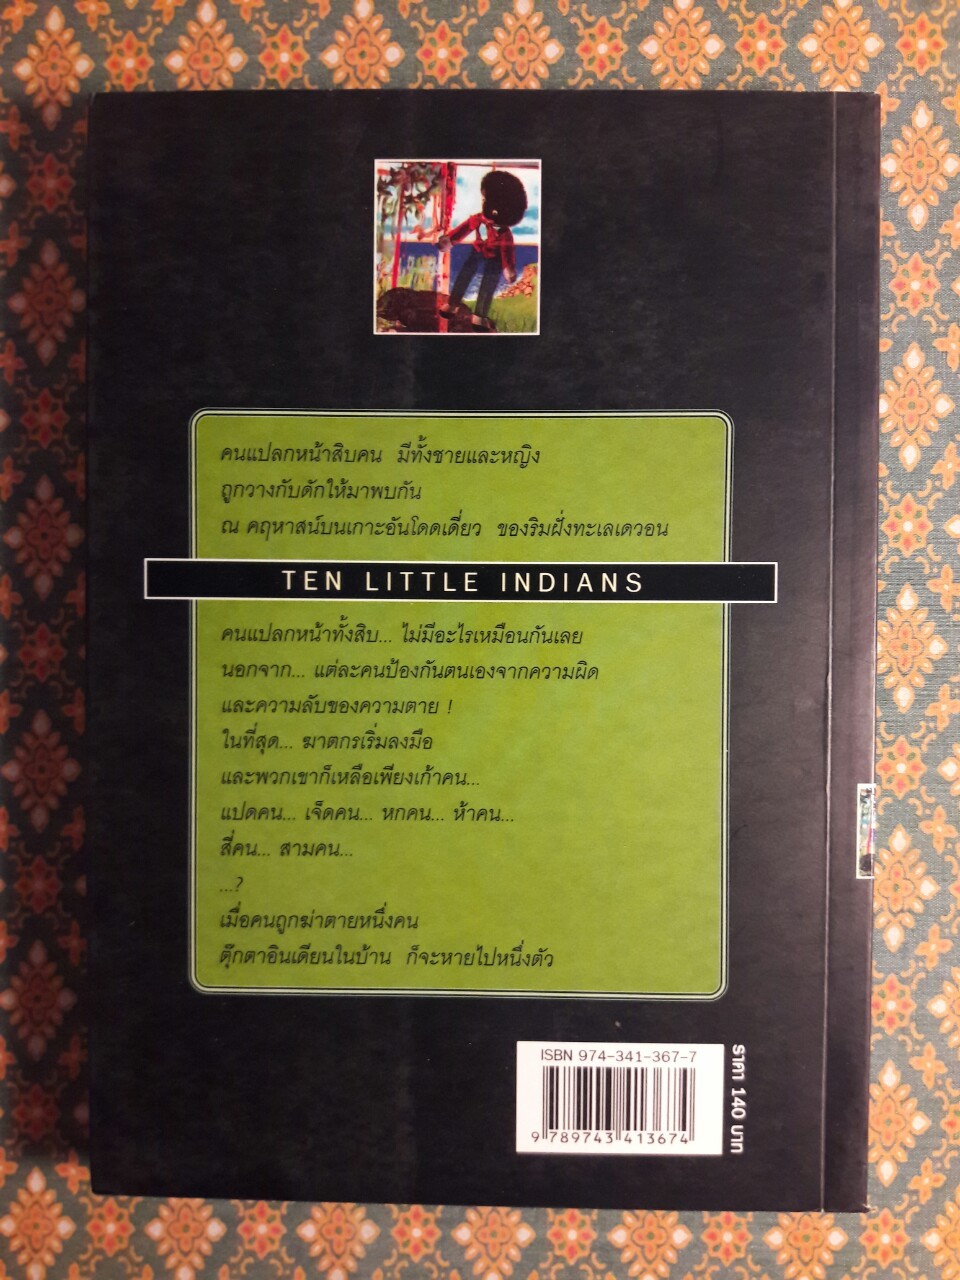 คนแปลกหน้าสิบคน มีทั้งชายและหญิง
ถูกวางกับดักให้มาพบกัน
ณ คฤหาสน์บนเกาะอันโดดเดี่ยว ของริมฝั่งทะเลเดวอน
TEN LITTLE INDIANS
คนแปลกหน้าทั้งสิบ... ไม่มีอะไรเหมือนกันเลย
นอกจาก... แต่ละคนป้องกันตนเองจากความผิด
และความลับของความตาย !
ในที่สุด... ฆาตกรเริ่มลงมือ
และพวกเขาก็เหลือเพียงเก้าคน...
แปดคน... เจ็ดคน... หกคน... ห้าคน...
สี่คน... สามคน...
...?
เมื่อคนถูกฆ่าตายหนึ่งคน
ตุ๊กตาอินเดียนในบ้าน ก็จะหายไปหนึ่งตัว
ISBN 974-341-367-7
9 789743 413674
ราคา 140 บาท